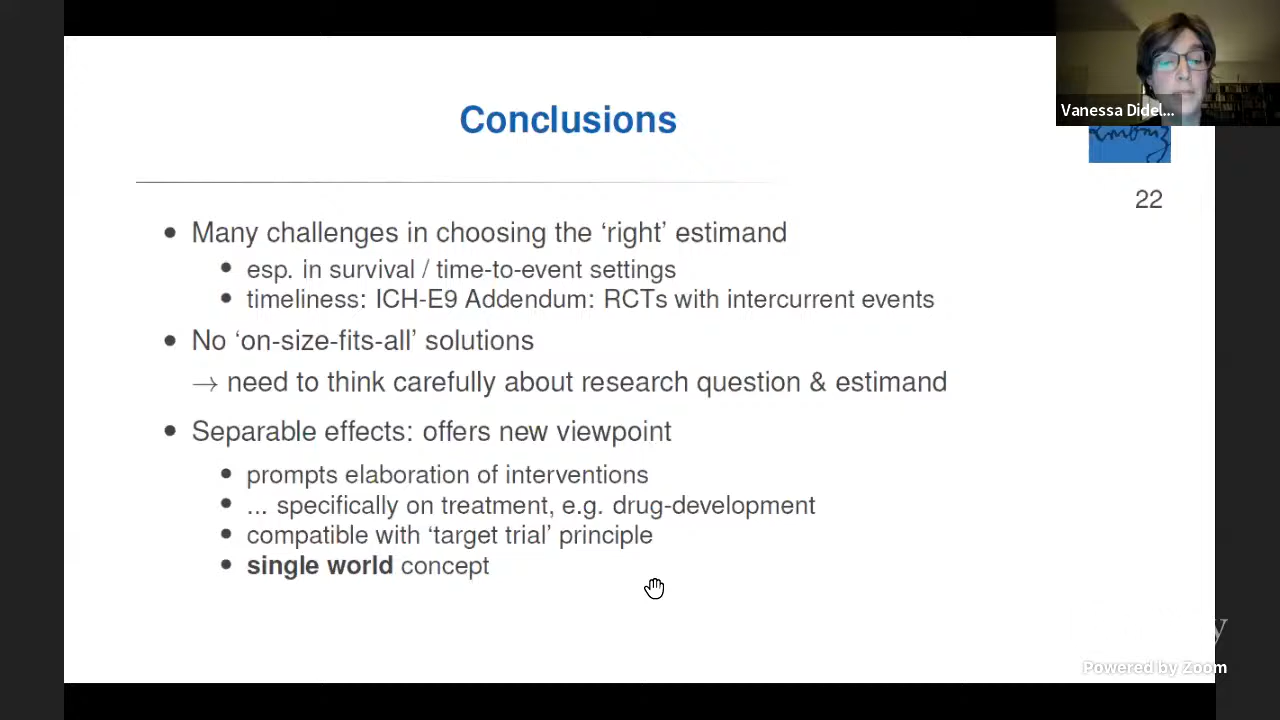 Conclusions
Vanessa Didel...
22
• Many challenges in choosing the ‘right’ estimand
• esp. in survival / time-to-event settings
• timeliness: ICH-E9 Addendum: RCTs with intercurrent events
• No ‘on-size-fits-all’ solutions
→ need to think carefully about research question & estimand
• Separable effects: offers new viewpoint
• prompts elaboration of interventions
• ... specifically on treatment, e.g. drug-development
• compatible with ‘target trial’ principle
• single world concept
y
Powered by Zoom